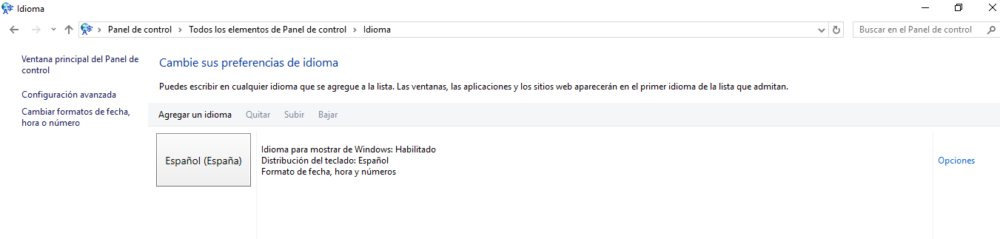 Idioma
Panel de control › Todos los elementos de Panel de control › Idioma
Buscar en el Panel de control
Ventana principal del Panel de
control
Configuración avanzada
Cambiar formatos de fecha,
hora o número
Cambie sus preferencias de idioma
Puedes escribir en cualquier idioma que se agregue a la lista. Las ventanas, las aplicaciones y los sitios web aparecerán en el primer idioma de la lista que admitan.
Agregar un idioma Quitar Subir Bajar
Español (España)
Idioma para mostrar de Windows: Habilitado
Distribución del teclado: Español
Formato de fecha, hora y números
Opciones